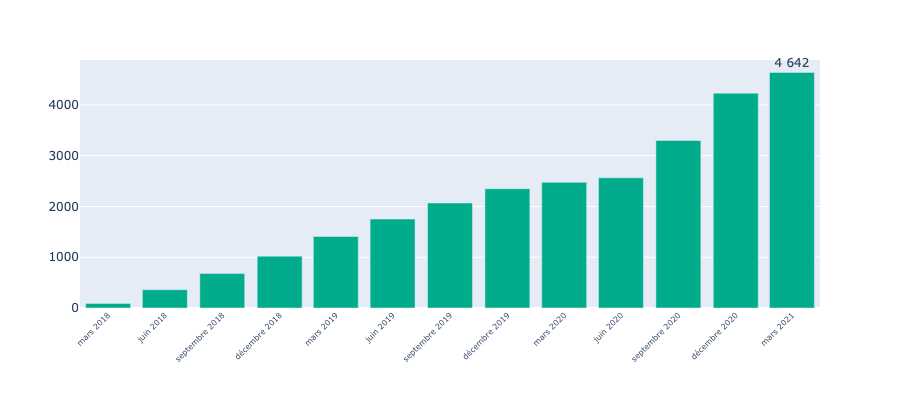 4 642
4000
3000
2000
1000
0
mars 2018
juin 2018
septembre 2018
décembre 2018
mars 2019
juin 2019
septembre 2019
décembre 2019
mars 2020
juin 2020
septembre 2020
décembre 2020
mars 2021